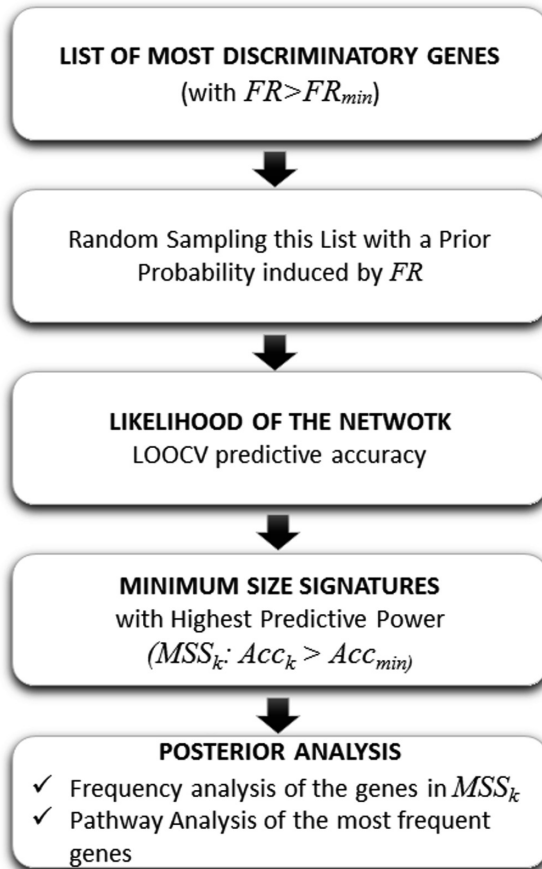 LIST OF MOST DISCRIMINATORY GENES
(with FR>FRmin)
Random Sampling this List with a Prior
Probability induced by FR
LIKELIHOOD OF THE NETWOTK
LOOCV predictive accuracy
MINIMUM SIZE SIGNATURES
with Highest Predictive Power
(MSSk: Acck > Accmin)
POSTERIOR ANALYSIS
✓ Frequency analysis of the genes in MSSk
✓ Pathway Analysis of the most frequent
genes